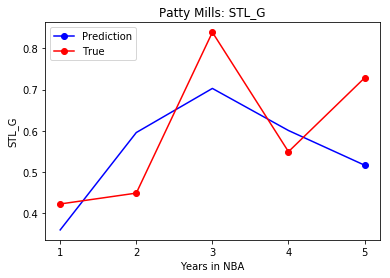 Patty Mills: STL_G
Prediction
True
STL_G
0.8
0.7
0.6
0.5
0.4
1 2 3 4 5
Years in NBA